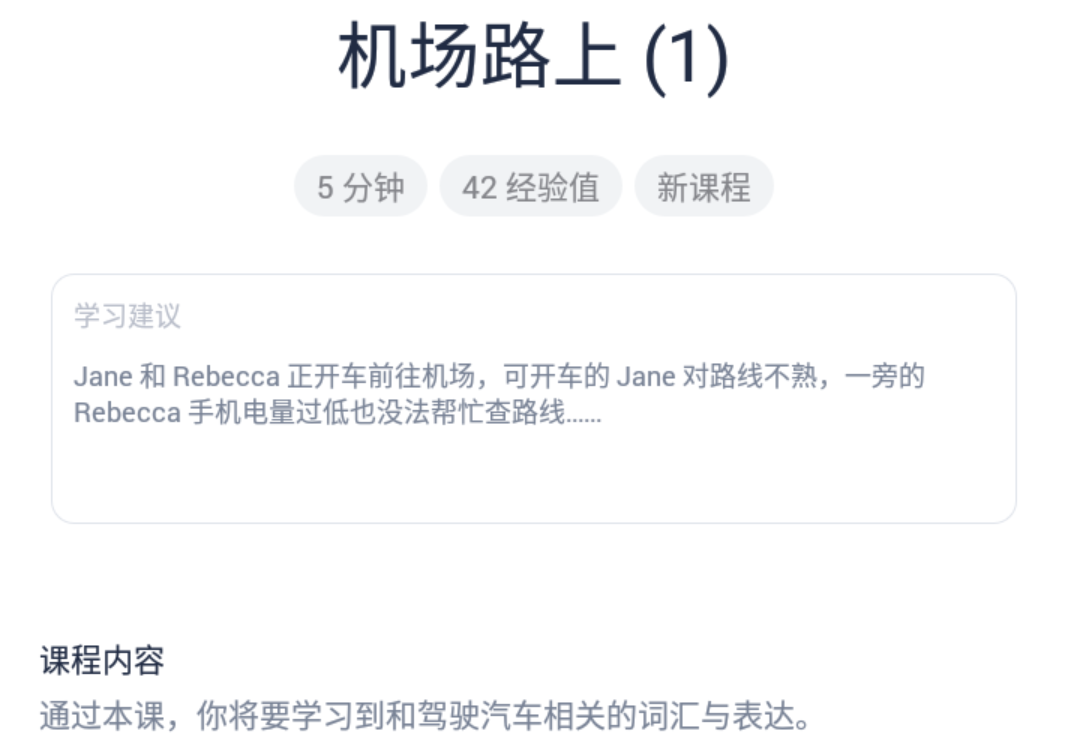 机场路上 (1)
5 分钟 42 经验值 新课程
学习建议
Jane 和 Rebecca 正开车前往机场，可开车的 Jane 对路线不熟，一旁的
Rebecca 手机电量过低也没法帮忙查路线......
课程内容
通过本课，你将要学习到和驾驶汽车相关的词汇与表达。